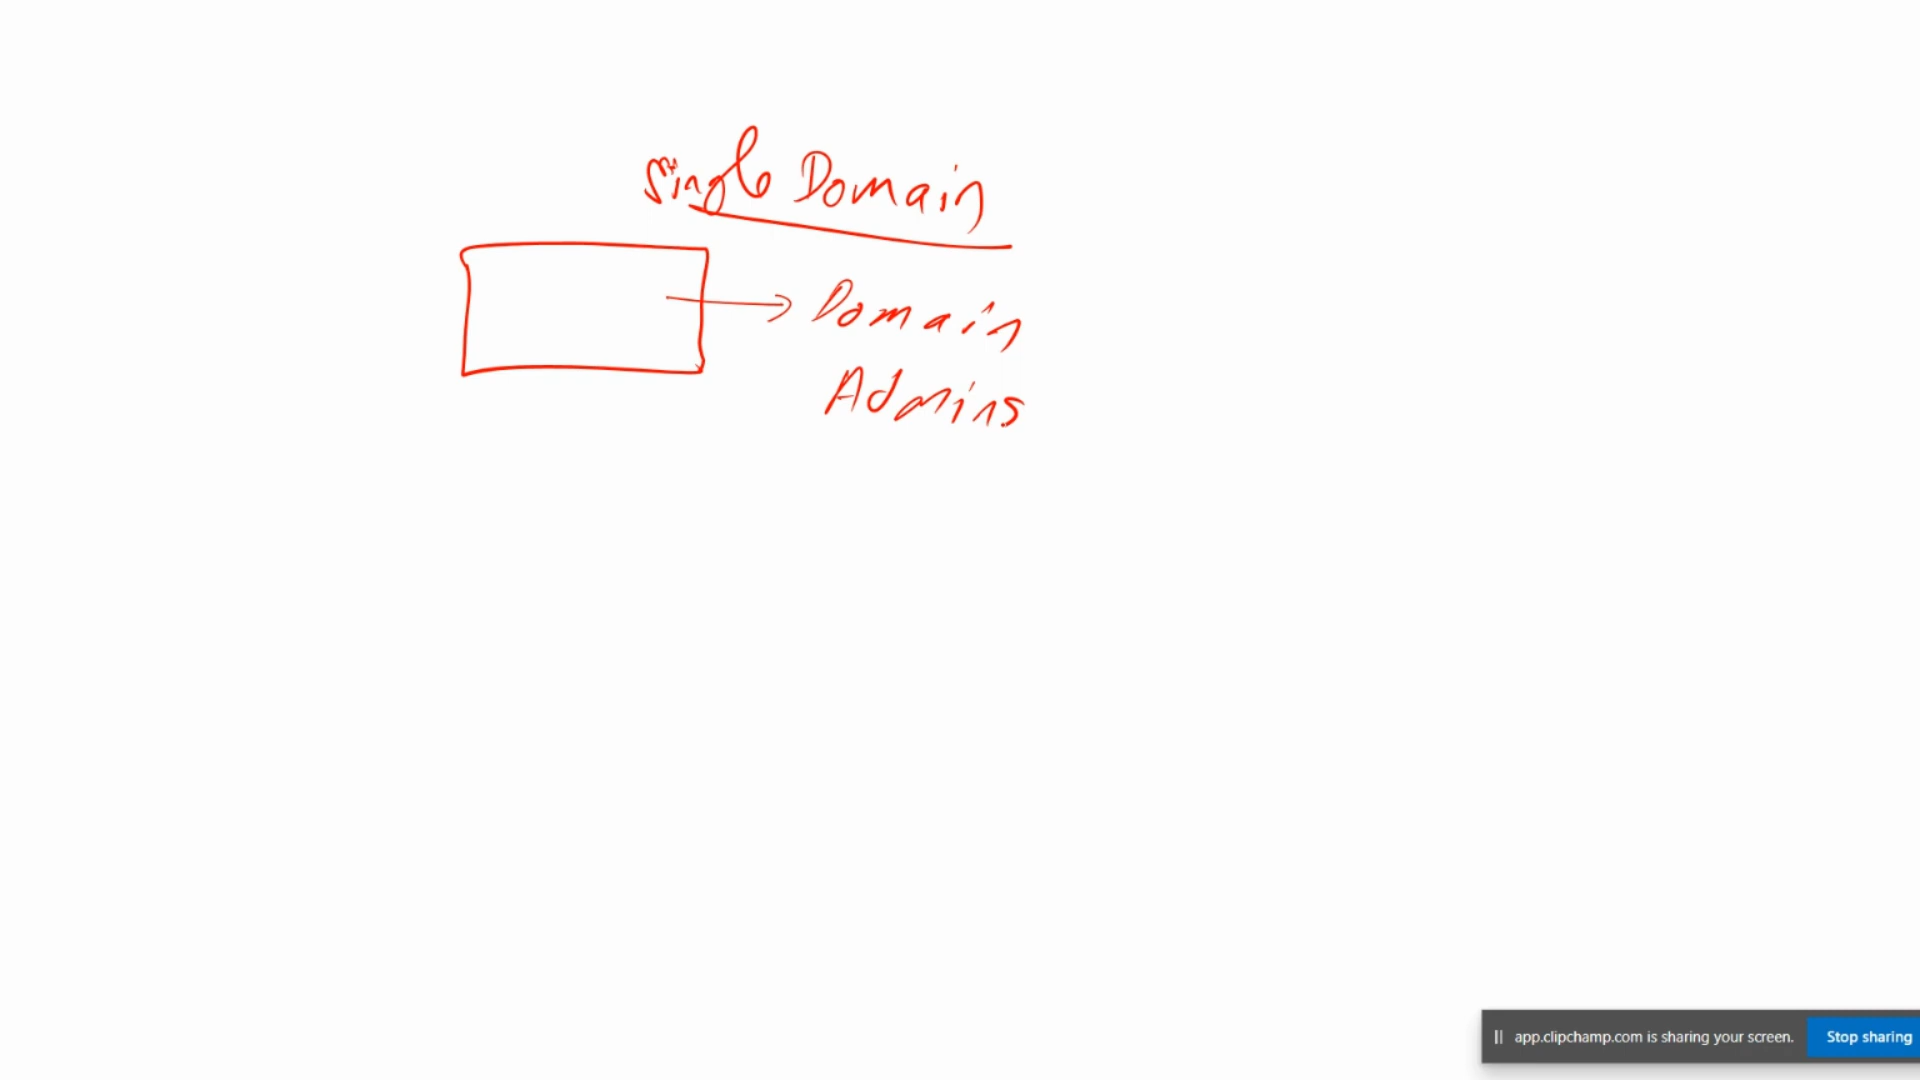 Single Domain
Domain
Admins
app.clipchamp.com is sharing your screen.
Stop sharing